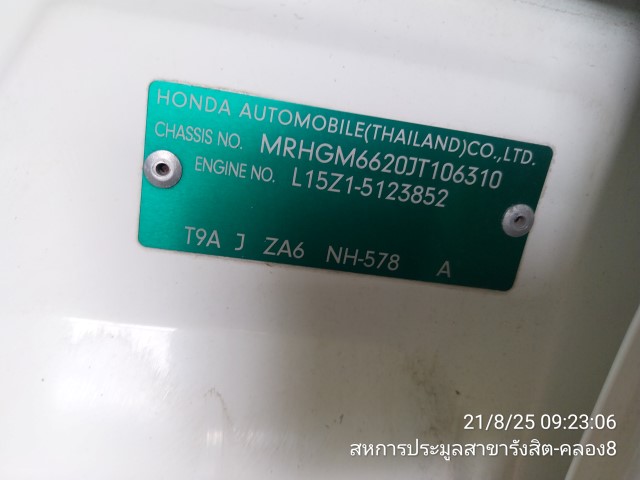 HONDA AUTOMOBILE(THAILAND)CO.,LTD.
CHASSIS NO. MRHGM6620JT106310
ENGINE NO. L15Z1-5123852
T9A J ZA6 NH-578 A
21/8/25 09:23:06
สหการประมูลสาขารังสิต-คลอง8